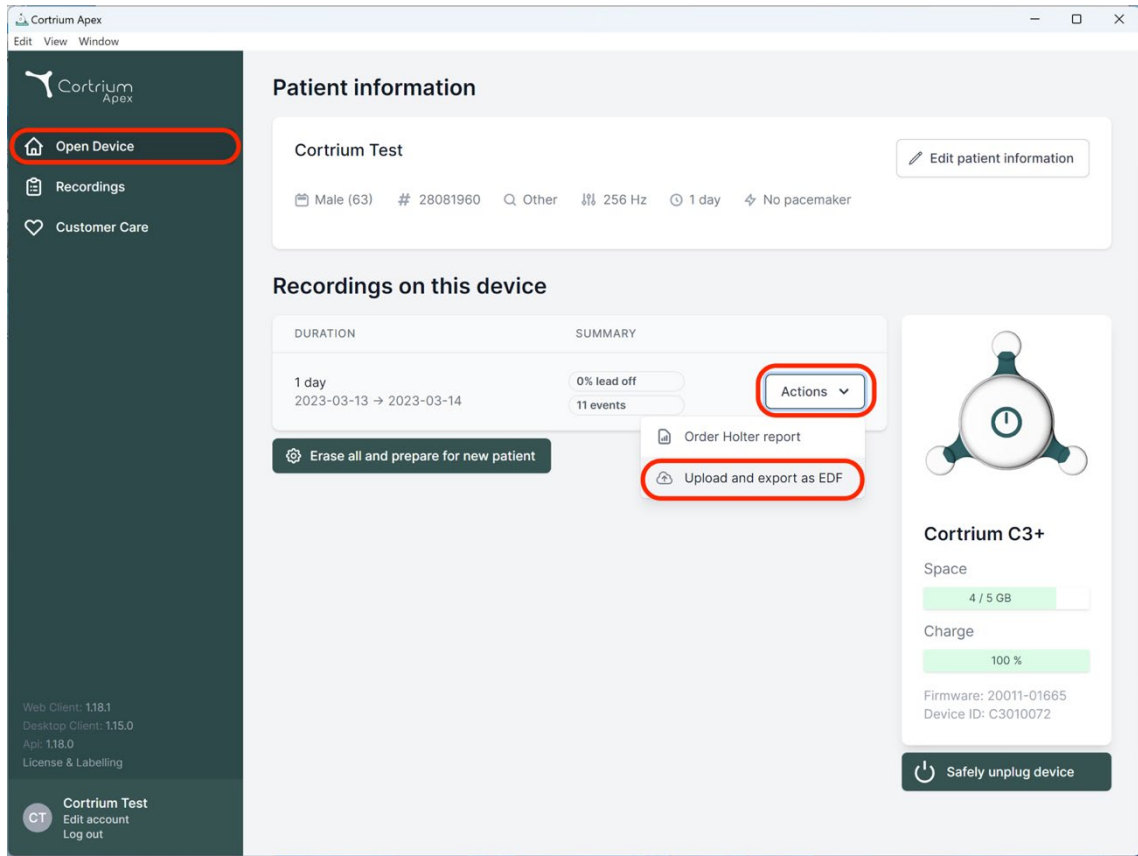 Cortrium Apex
Edit View Window
Cortrium
Apex
Open Device
Recordings
Customer Care
Web Client: 1.18.1
Desktop Client: 1.15.0
Api: 1.18.0
License & Labelling
CT
Cortrium Test
Edit account
Log out
Patient information
Cortrium Test
Edit patient information
Male (63) # 28081960 Other 256 Hz 1 day No pacemaker
Recordings on this device
DURATION SUMMARY
1 day
2023-03-13 → 2023-03-14
0% lead off
11 events
Actions
Order Holter report
Upload and export as EDF
Erase all and prepare for new patient
Cortrium C3+
Space
4 / 5 GB
Charge
100 %
Firmware: 20011-01665
Device ID: C3010072
Safely unplug device